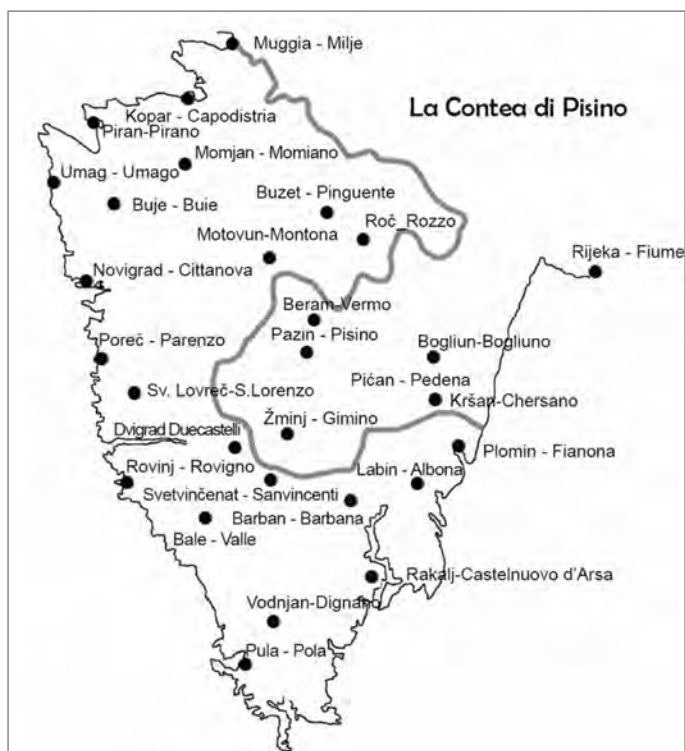 Muggia - Milje
La Contea di Pisino
Kopar - Capodistria
Piran-Pirano
Momjan - Momiano
Umag - Umago
Buzet - Pinguente
Buje - Buie
Roč_Rozzo
Motovun-Montona
Rijeka - Fiume
Novigrad - Cittanova
Beram-Vermo
Pazin - Pisino
Poreč - Parenzo
Bogliun-Bogliuno
Pičan - Pedena
Sv. Lovreč-S.Lorenzo
Kršan-Chersano
Žminj - Gimino
Dvigrad Duecastelli
Plomin - Fianona
Rovinj - Rovigno
Labin - Albona
Svetvinčenat - Sanvincenti
Barban - Barbana
Bale - Valle
Rakalj-Castelnuovo d'Arsa
Vodnjan-Dignano
Pula - Pola